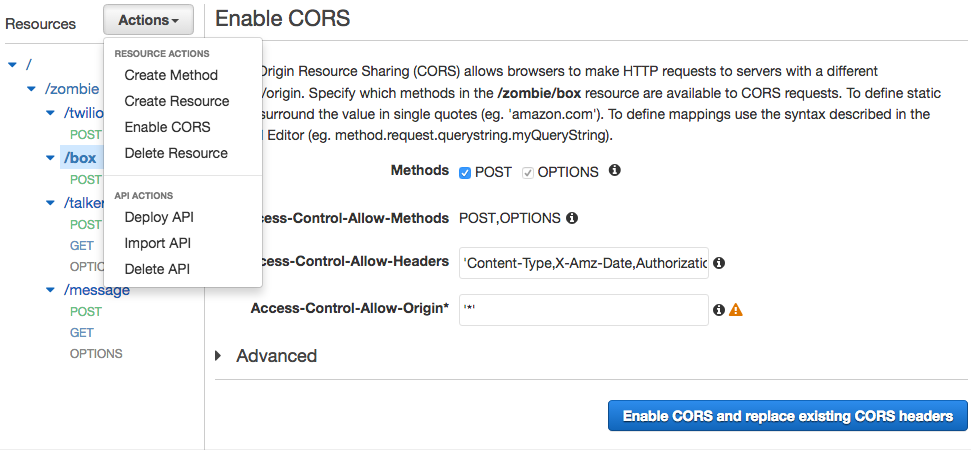 Resources
Actions
RESOURCE ACTIONS
Create Method
Create Resource
Enable CORS
Delete Resource
API ACTIONS
Deploy API
Import API
Delete API
/
/zombie
/twilio
POST
/box
POST
/talker
POST
GET
OPTIO
/message
POST
GET
OPTIONS
Enable CORS
Origin Resource Sharing (CORS) allows browsers to make HTTP requests to servers with a different
/origin. Specify which methods in the /zombie/box resource are available to CORS requests. To define static
surround the value in single quotes (eg. 'amazon.com'). To define mappings use the syntax described in the
Editor (eg. method.request.querystring.myQueryString).
Methods POST OPTIONS
cess-Control-Allow-Methods POST,OPTIONS
cess-Control-Allow-Headers 'Content-Type,X-Amz-Date,Authorizatic
Access-Control-Allow-Origin* '*'
Advanced
Enable CORS and replace existing CORS headers